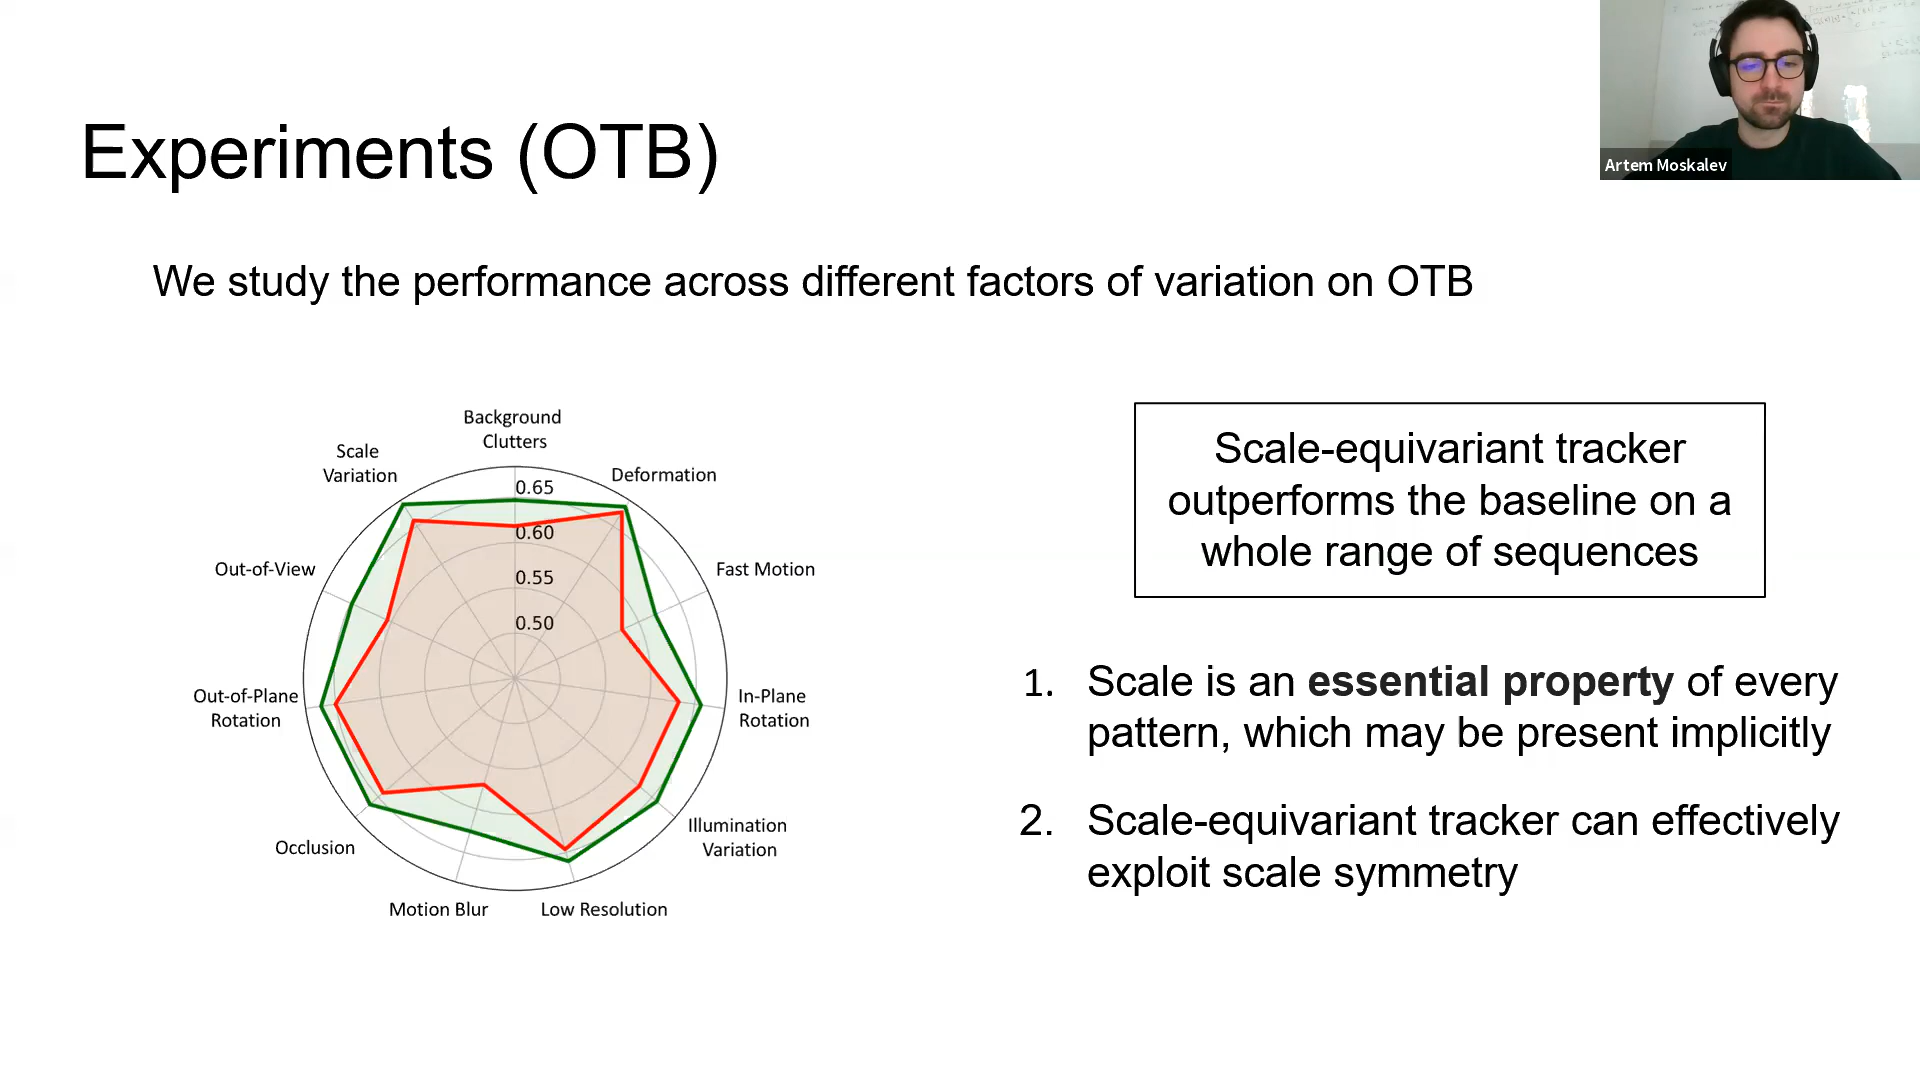 Artem Moskalev
Experiments (OTB)
We study the performance across different factors of variation on OTB
Background
Clutters
Scale
Variation
Deformation
0.65
0.60
0.55
0.50
Out-of-View
Fast Motion
Out-of-Plane
Rotation
In-Plane
Rotation
Occlusion
Illumination
Variation
Motion Blur
Low Resolution
Scale-equivariant tracker
outperforms the baseline on a
whole range of sequences
1. Scale is an essential property of every
pattern, which may be present implicitly
2. Scale-equivariant tracker can effectively
exploit scale symmetry